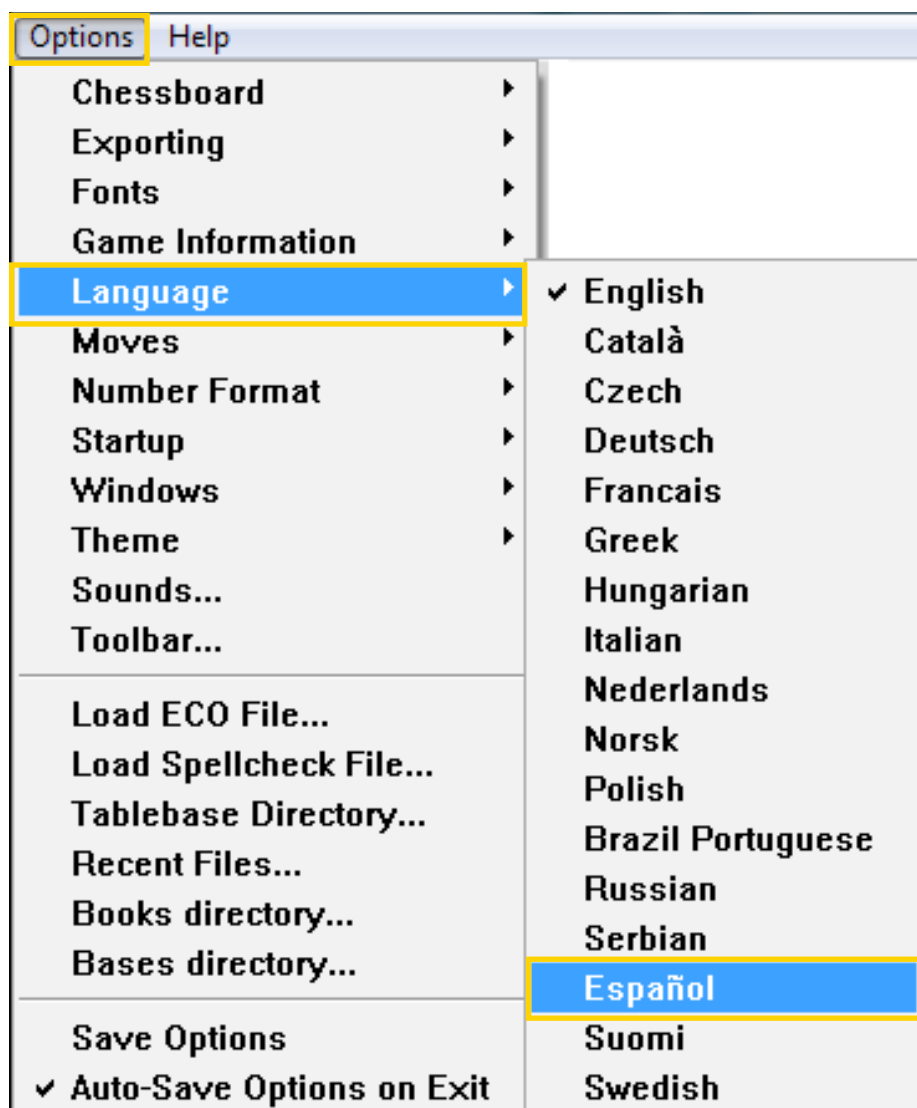 Options Help
Chessboard
Exporting
Fonts
Game Information
Language
Moves
Number Format
Startup
Windows
Theme
Sounds...
Toolbar...
Load ECO File...
Load Spellcheck File...
Tablebase Directory...
Recent Files...
Books directory...
Bases directory...
Save Options
Auto-Save Options on Exit
English
Català
Czech
Deutsch
Francais
Greek
Hungarian
Italian
Nederlands
Norsk
Polish
Brazil Portuguese
Russian
Serbian
Español
Suomi
Swedish